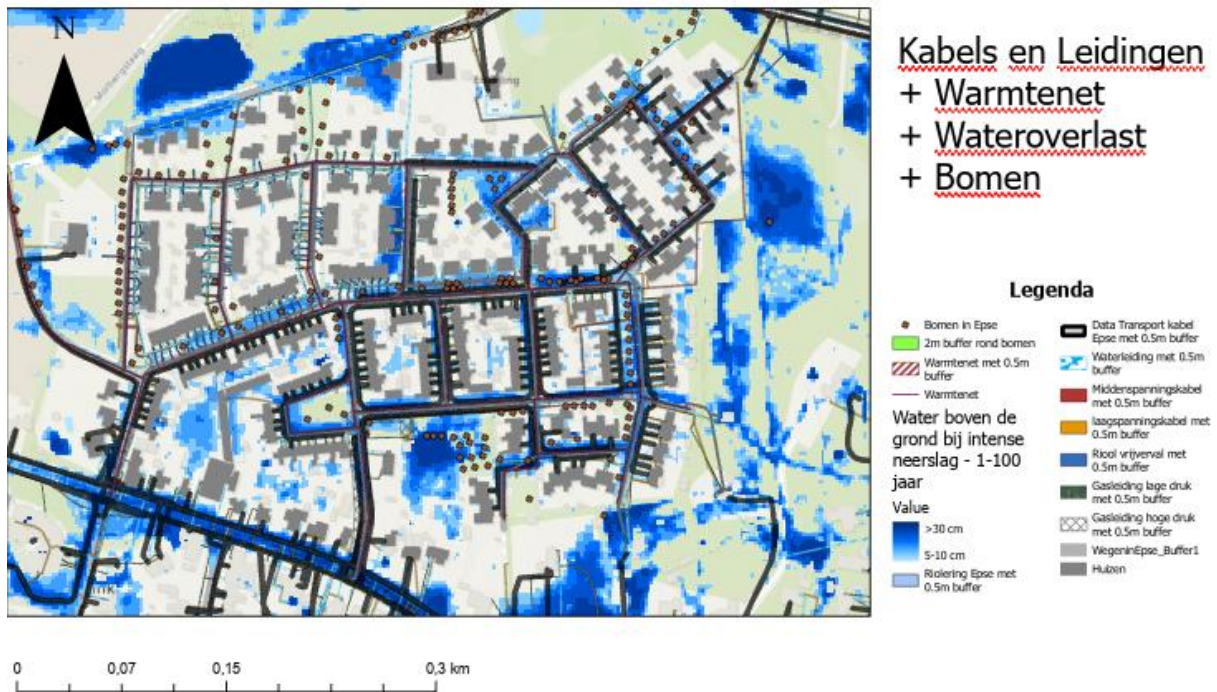 N
Kabels en Leidingen
+ Warmtenet
+ Wateroverlast
+ Bomen
Legenda
Bomen in Epse
2m buffer rond bomen
Warmtenet met 0.5m
buffer
Warmtenet
Water boven de
grond bij intense
neerslag - 1-100
jaar
Value
>30 cm
5-10 cm
Riolering Epse met
0.5m buffer
Data Transport kabel
Epse met 0.5m buffer
Waterleiding met 0.5m
buffer
Middenspanningskabel
met 0.5m buffer
laagspanningskabel met
0.5m buffer
Riool vrijverval met
0.5m buffer
Gasleiding lage druk
met 0.5m buffer
Gasleiding hoge druk
met 0.5m buffer
WegeninEpse_Buffer1
Huizen
0 0,07 0,15 0,3 km